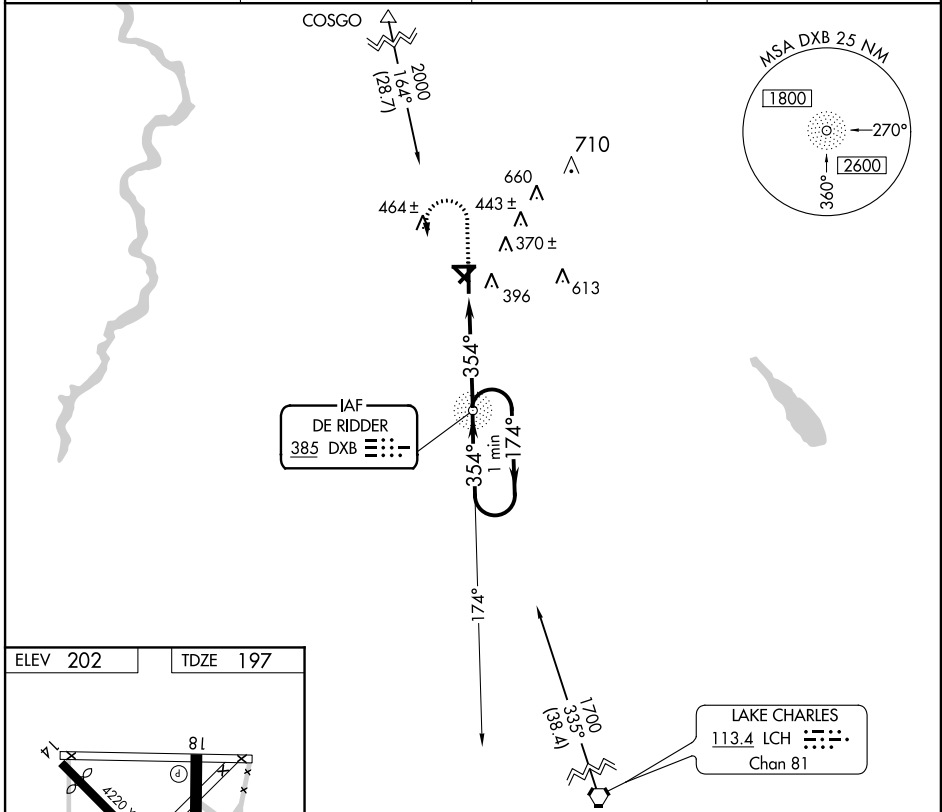 COSGO
2000
164°
(28.7)
MSA DXB 25 NM
1800
270°
2600
360°
710
660
464 ±
443 ±
370 ±
396
613
354°
IAF
DE RIDDER
385 DXB
354°
1 min
174°
174°
1700
335°
(38.4)
LAKE CHARLES
113.4 LCH
Chan 81
ELEV 202
TDZE 197
14
18
P
4220 X